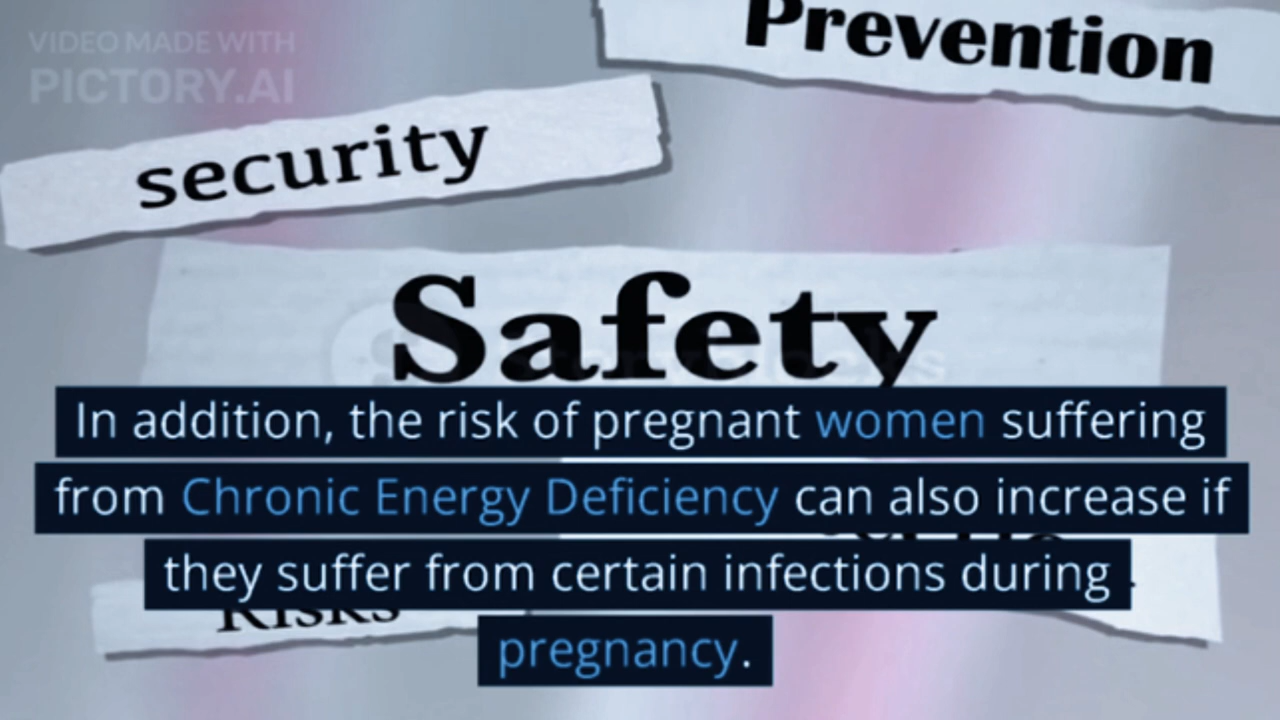 VIDEO MADE WITH
PICTORY.AI
Prevention
security
Safety
In addition, the risk of pregnant women suffering
from Chronic Energy Deficiency can also increase if
they suffer from certain infections during
Risks
pregnancy.